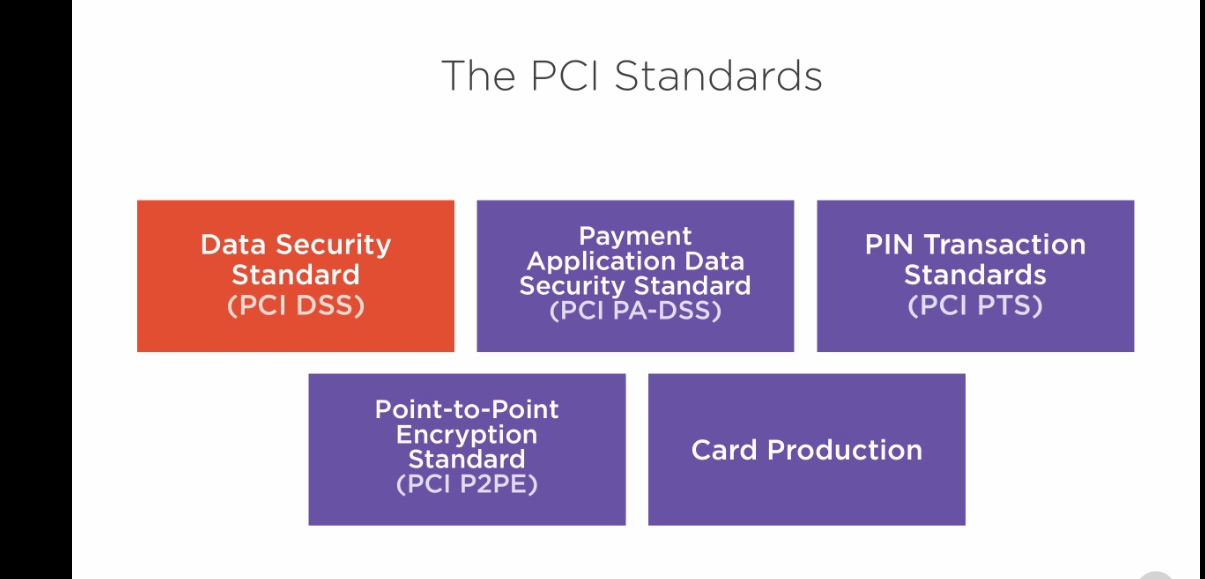 The PCI Standards
Data Security
Standard
(PCI DSS)
Payment
Application Data
Security Standard
(PCI PA-DSS)
PIN Transaction
Standards
(PCI PTS)
Point-to-Point
Encryption
Standard
(PCI P2PE)
Card Production